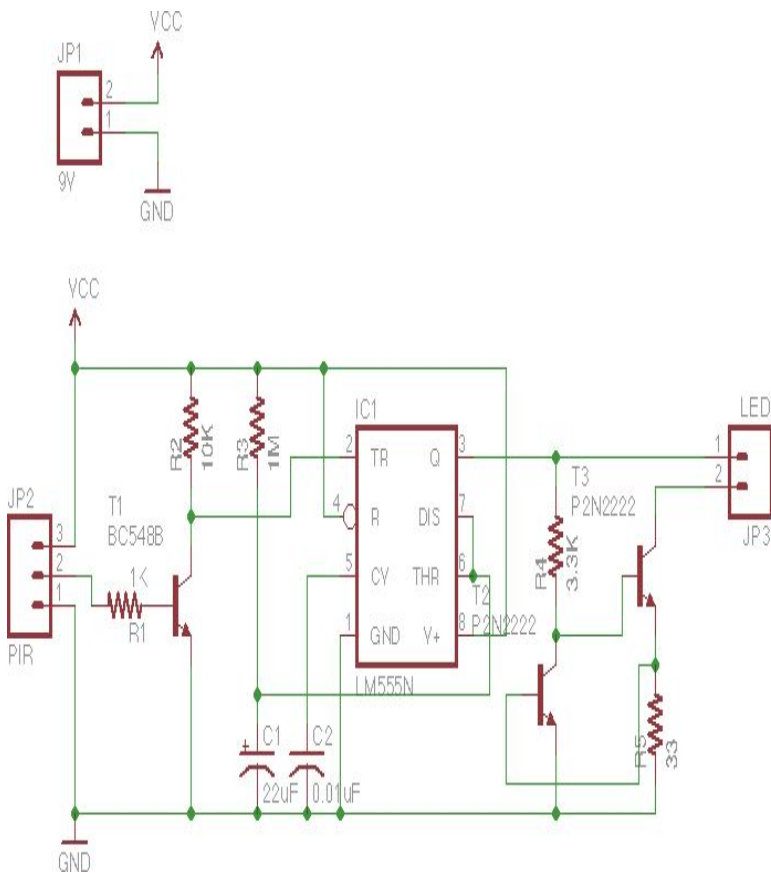 VCC
JP1
2
1
9V
GND
VCC
IC1
LED
R2
10K
R3
1M
2
TR
Q
3
1
2
T3
P2N2222
JP3
JP2
T1
BC548B
4
R
DIS
7
R4
3.3K
3
2
1
1K
5
CV
THR
6
T2
P2N2222
R1
1
GND
V+
8
PIR
LM555N
+
C1
C2
22uF
0.01uF
R5
33
GND